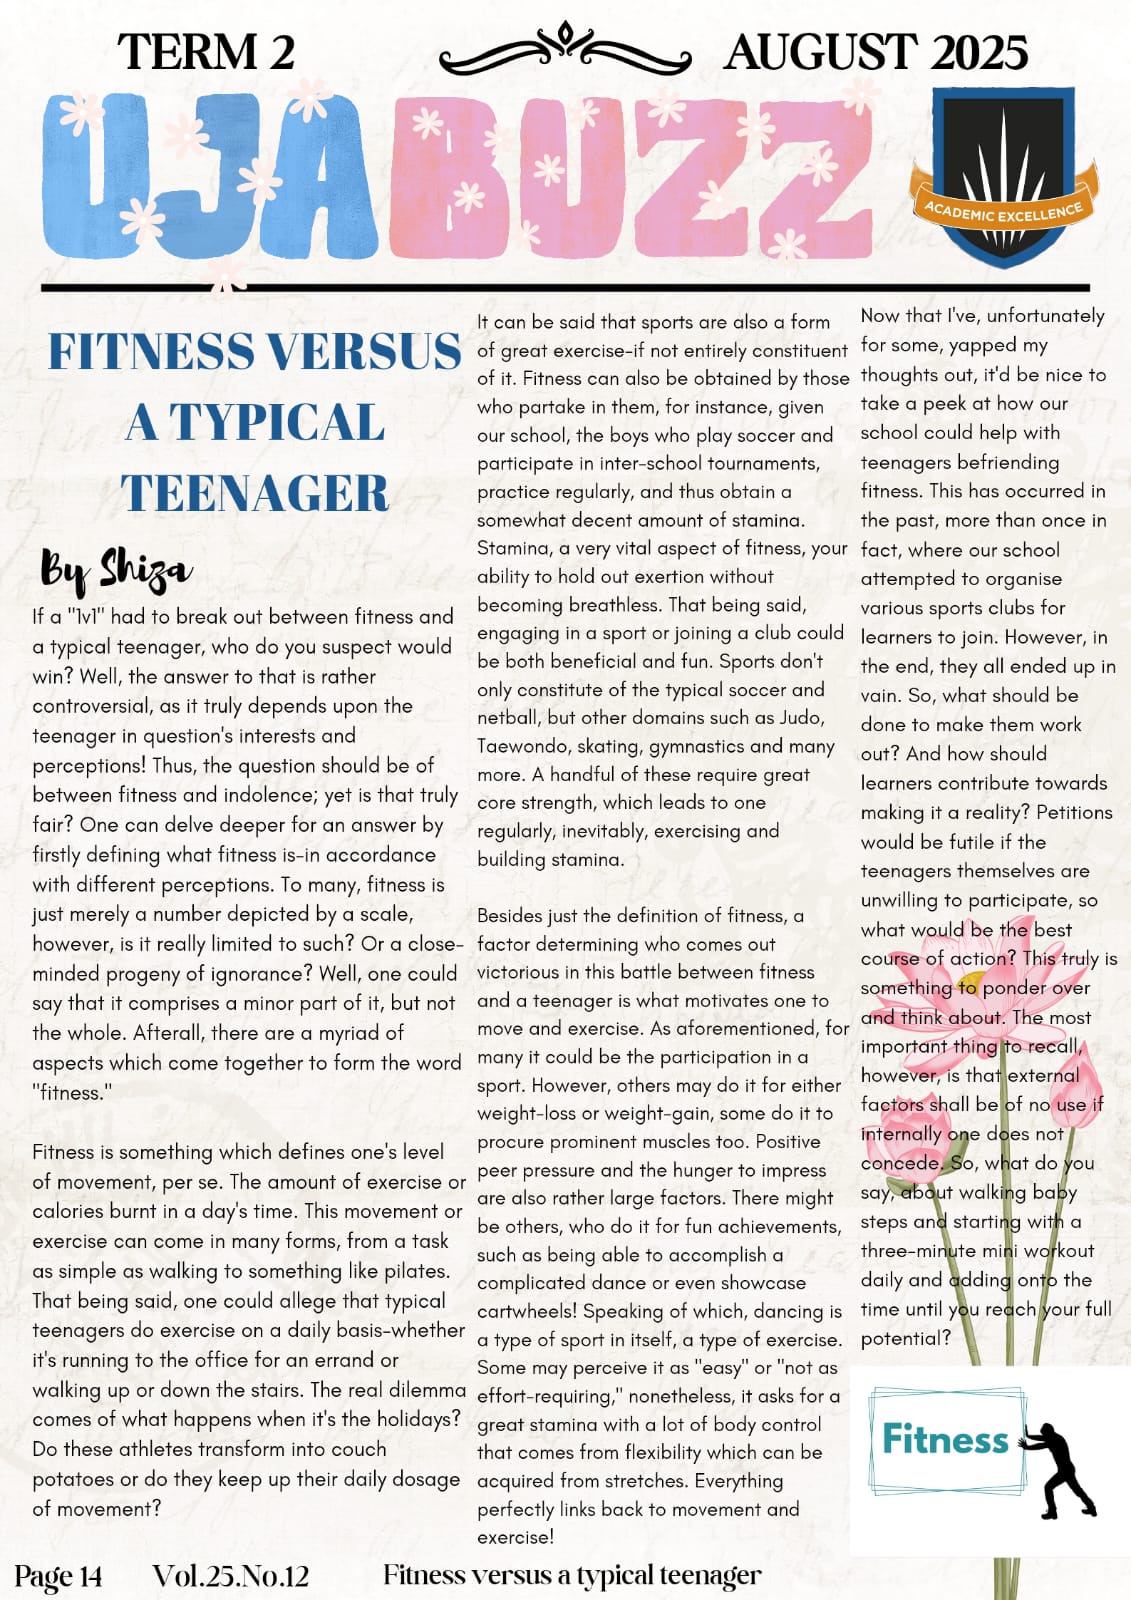 TERM 2
AUGUST 2025
UJABUZZ
ACADEMIC EXCELLENCE
FITNESS VERSUS
A TYPICAL
TEENAGER
By Shiza
If a "1v1" had to break out between fitness and
a typical teenager, who do you suspect would
win? Well, the answer to that is rather
controversial, as it truly depends upon the
teenager in question's interests and
perceptions! Thus, the question should be of
between fitness and indolence; yet is that truly
fair? One can delve deeper for an answer by
firstly defining what fitness is-in accordance
with different perceptions. To many, fitness is
just merely a number depicted by a scale,
however, is it really limited to such? Or a close-
minded progeny of ignorance? Well, one could
say that it comprises a minor part of it, but not
the whole. Afterall, there are a myriad of
aspects which come together to form the word
"fitness."
Fitness is something which defines one's level
of movement, per se. The amount of exercise or
calories burnt in a day's time. This movement or
exercise can come in many forms, from a task
as simple as walking to something like pilates.
That being said, one could allege that typical
teenagers do exercise on a daily basis-whether
it's running to the office for an errand or
walking up or down the stairs. The real dilemma
comes of what happens when it's the holidays?
Do these athletes transform into couch
potatoes or do they keep up their daily dosage
of movement?
It can be said that sports are also a form
of great exercise-if not entirely constituent
of it. Fitness can also be obtained by those
who partake in them, for instance, given
our school, the boys who play soccer and
participate in inter-school tournaments,
practice regularly, and thus obtain a
somewhat decent amount of stamina.
Stamina, a very vital aspect of fitness, your
ability to hold out exertion without
becoming breathless. That being said,
engaging in a sport or joining a club could
be both beneficial and fun. Sports don't
only constitute of the typical soccer and
netball, but other domains such as Judo,
Taewondo, skating, gymnastics and many
more. A handful of these require great
core strength, which leads to one
regularly, inevitably, exercising and
building stamina.
Besides just the definition of fitness, a
factor determining who comes out
victorious in this battle between fitness
and a teenager is what motivates one to
move and exercise. As aforementioned, for
many it could be the participation in a
sport. However, others may do it for either
weight-loss or weight-gain, some do it to
procure prominent muscles too. Positive
peer pressure and the hunger to impress
are also rather large factors. There might
be others, who do it for fun achievements,
such as being able to accomplish a
complicated dance or even showcase
cartwheels! Speaking of which, dancing is
a type of sport in itself, a type of exercise.
Some may perceive it as "easy" or "not as
effort-requiring," nonetheless, it asks for a
great stamina with a lot of body control
that comes from flexibility which can be
acquired from stretches. Everything
perfectly links back to movement and
exercise!
Now that I've, unfortunately
for some, yapped my
thoughts out, it'd be nice to
take a peek at how our
school could help with
teenagers befriending
fitness. This has occurred in
the past, more than once in
fact, where our school
attempted to organise
various sports clubs for
learners to join. However, in
the end, they all ended up in
vain. So, what should be
done to make them work
out? And how should
learners contribute towards
making it a reality? Petitions
would be futile if the
teenagers themselves are
unwilling to participate, so
what would be the best
course of action? This truly is
something to ponder over
and think about. The most
important thing to recall,
however, is that external
factors shall be of no use if
internally one does not
concede. So, what do you
say, about walking baby
steps and starting with a
three-minute mini workout
daily and adding onto the
time until you reach your full
potential?
Fitness
Page 14
Vol.25.No.12
Fitness versus a typical teenager